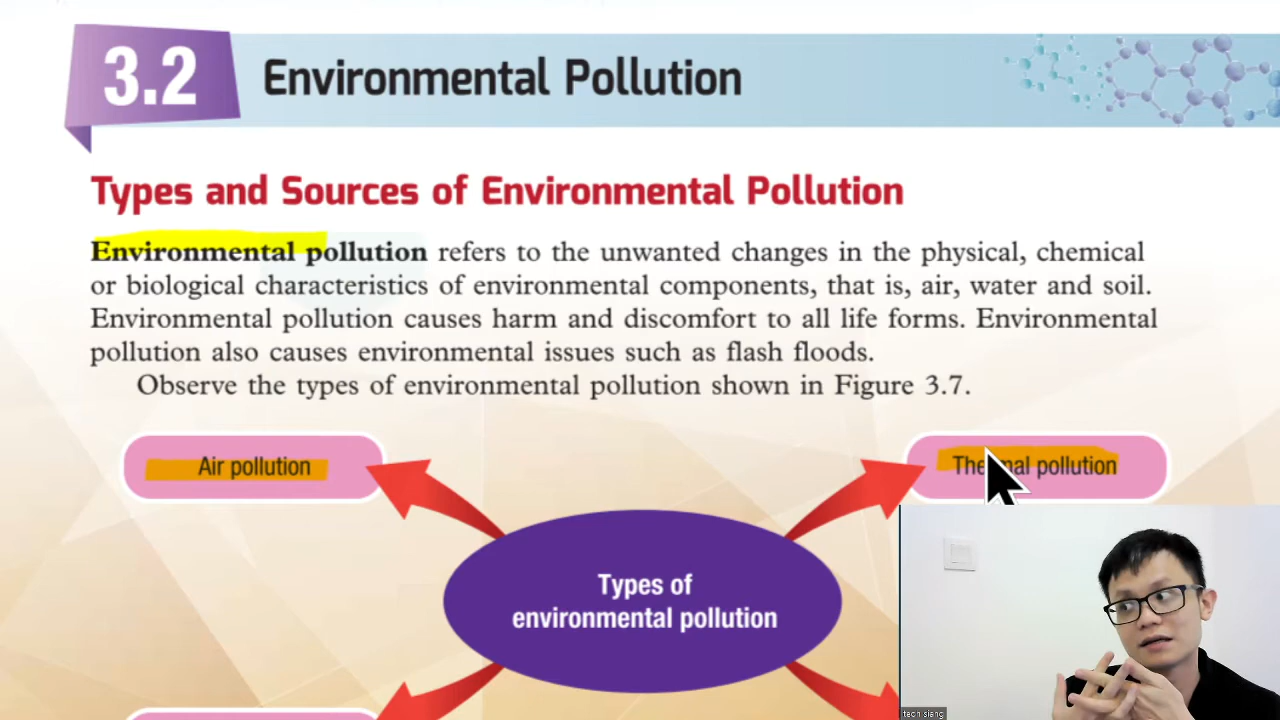 3.2
Environmental Pollution
Types and Sources of Environmental Pollution
Environmental pollution refers to the unwanted changes in the physical, chemical
or biological characteristics of environmental components, that is, air, water and soil.
Environmental pollution causes harm and discomfort to all life forms. Environmental
pollution also causes environmental issues such as flash floods.
Observe the types of environmental pollution shown in Figure 3.7.
Air pollution
Thermal pollution
Types of
environmental pollution
teoh siang